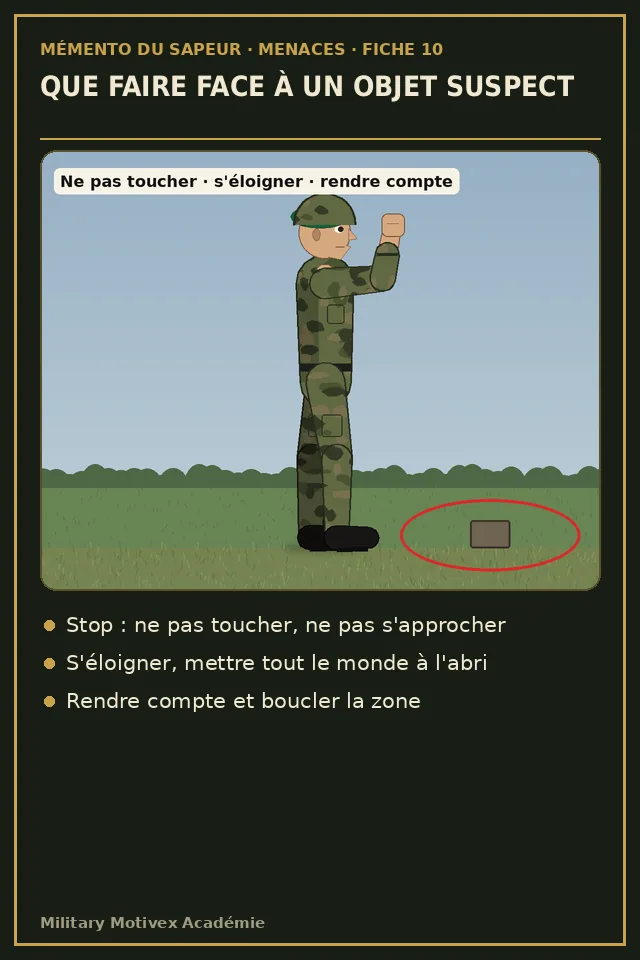 MÉMENTO DU SAPEUR · MENACES · FICHE 10
QUE FAIRE FACE À UN OBJET SUSPECT
Ne pas toucher · s'éloigner · rendre compte
Stop : ne pas toucher, ne pas s'approcher
S'éloigner, mettre tout le monde à l'abri
Rendre compte et boucler la zone
Military Motivex Académie